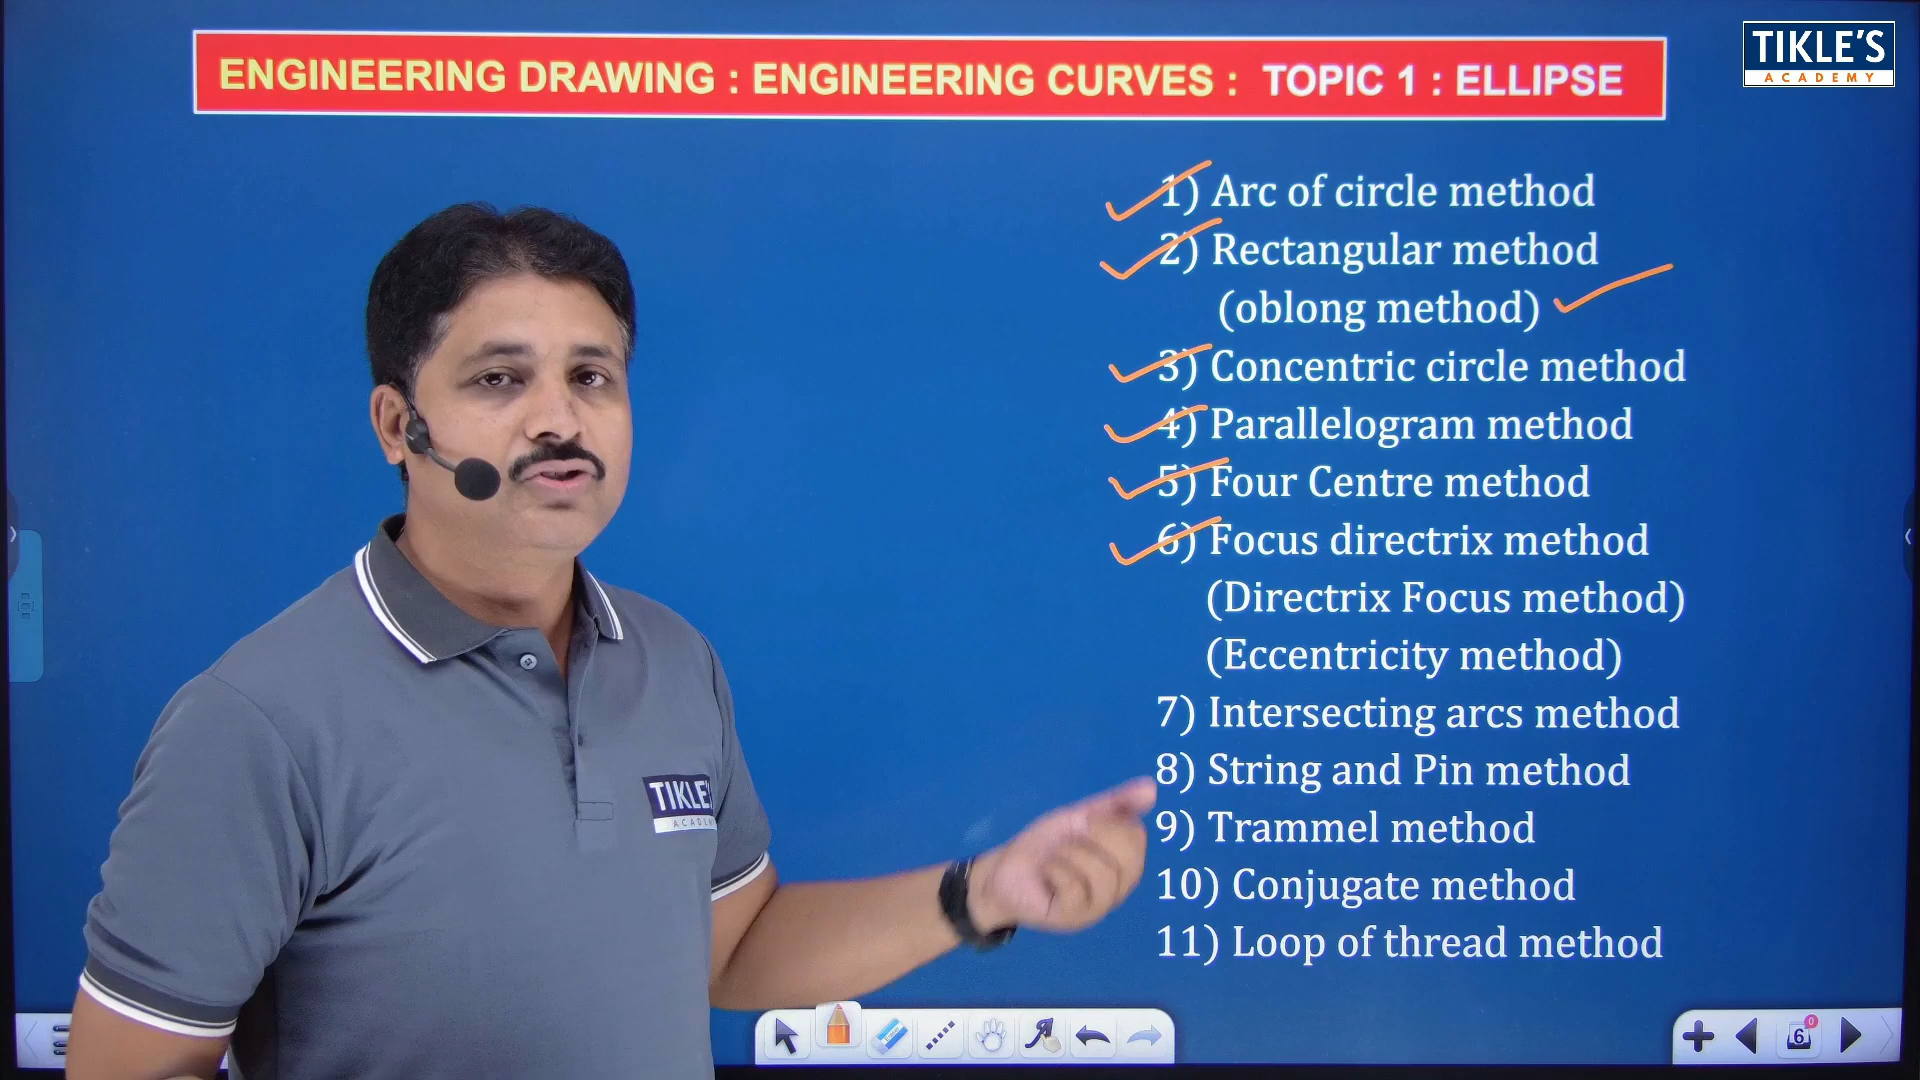 ENGINEERING DRAWING : ENGINEERING CURVES : TOPIC 1 : ELLIPSE
TIKLE'S
ACADEMY
1) Arc of circle method
2) Rectangular method
(oblong method)
3) Concentric circle method
4) Parallelogram method
5) Four Centre method
6) Focus directrix method
(Directrix Focus method)
(Eccentricity method)
7) Intersecting arcs method
8) String and Pin method
9) Trammel method
10) Conjugate method
11) Loop of thread method
TIKLE'S
ACADEMY
6
0